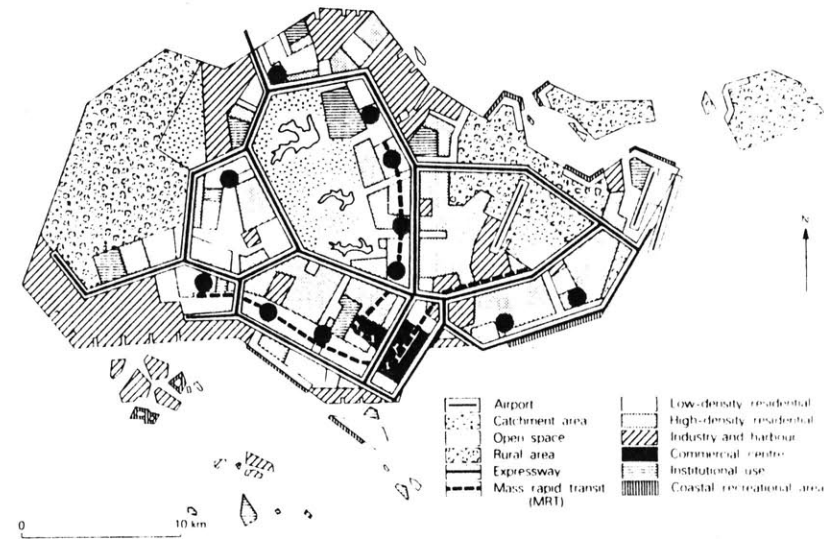 N
Airport
Catchment area
Open space
Rural area
Expressway
Mass rapid transit
(MRT)
Low-density residential
High-density residential
Industry and harbour
Commercial centre
Institutional use
Coastal recreational area
0 10 km